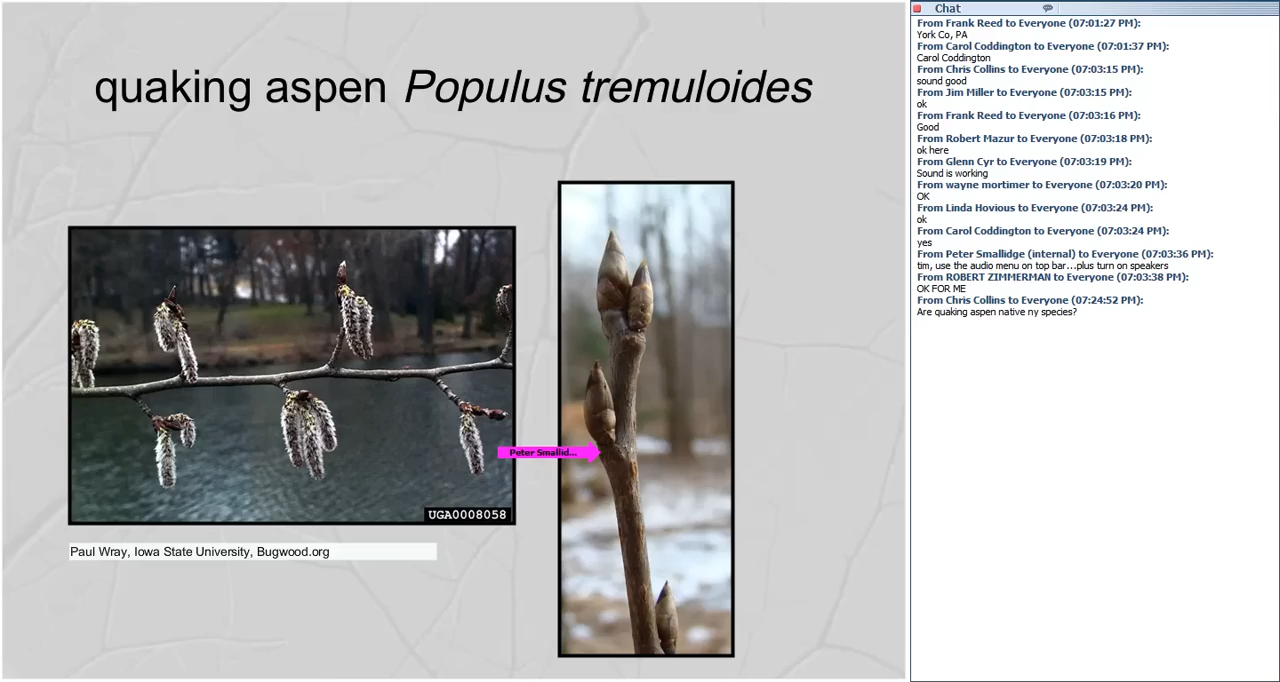 quaking aspen Populus tremuloides
UGA0008058
Peter Smallid...
Paul Wray, Iowa State University, Bugwood.org
Chat
From Frank Reed to Everyone (07:01:27 PM):
York Co, PA
From Carol Coddington to Everyone (07:01:37 PM):
Carol Coddington
From Chris Collins to Everyone (07:03:15 PM):
sound good
From Jim Miller to Everyone (07:03:15 PM):
ok
From Frank Reed to Everyone (07:03:16 PM):
Good
From Robert Mazur to Everyone (07:03:18 PM):
ok here
From Glenn Cyr to Everyone (07:03:19 PM):
Sound is working
From wayne mortimer to Everyone (07:03:20 PM):
OK
From Linda Hovious to Everyone (07:03:24 PM):
ok
From Carol Coddington to Everyone (07:03:24 PM):
yes
From Peter Smallidge (internal) to Everyone (07:03:36 PM):
tim, use the audio menu on top bar...plus turn on speakers
From ROBERT ZIMMERMAN to Everyone (07:03:38 PM):
OK FOR ME
From Chris Collins to Everyone (07:24:52 PM):
Are quaking aspen native ny species?